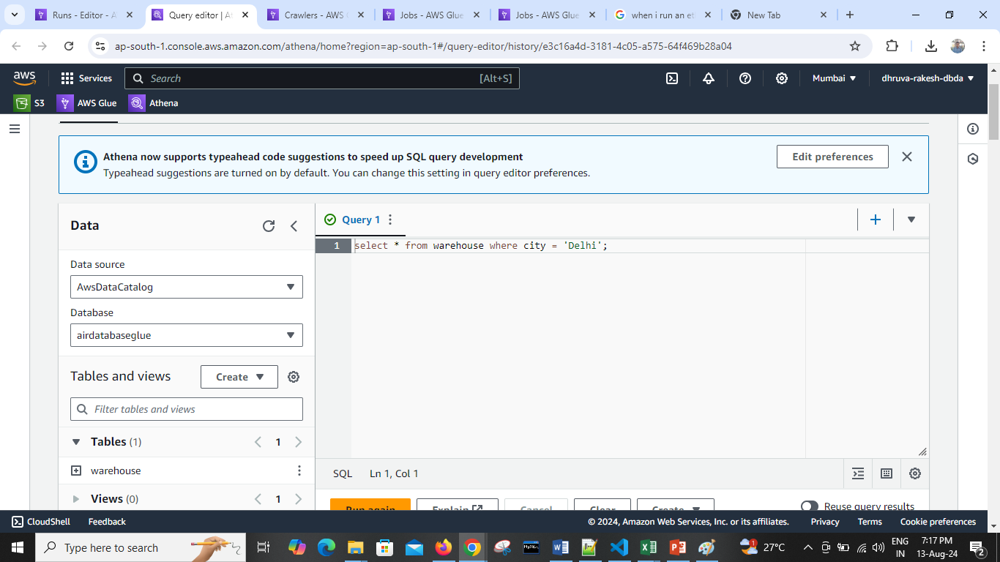 Runs - Editor - A
Query editor | At
Crawlers - AWS G
Jobs - AWS Glue
Jobs - AWS Glue
when i run an et
New Tab
ap-south-1.console.aws.amazon.com/athena/home?region=ap-south-1#/query-editor/history/e3c16a4d-3181-4c05-a575-64f469b28a04
aws
Services
Search
[Alt+S]
Mumbai
dhruva-rakesh-dbda
S3
AWS Glue
Athena
Athena now supports typeahead code suggestions to speed up SQL query development
Typeahead suggestions are turned on by default. You can change this setting in query editor preferences.
Edit preferences
Data
Data source
AwsDataCatalog
Database
airdatabaseglue
Tables and views
Create
Filter tables and views
Tables (1)
1
warehouse
Views (0)
1
Query 1
1 select * from warehouse where city = 'Delhi';
SQL
Ln 1, Col 1
Run again
Explain
Cancel
Clear
Create
Reuse query results
CloudShell
Feedback
© 2024, Amazon Web Services, Inc. or its affiliates.
Privacy
Terms
Cookie preferences
Type here to search
MySQL
27°C
ENG
IN
7:17 PM
13-Aug-24
2